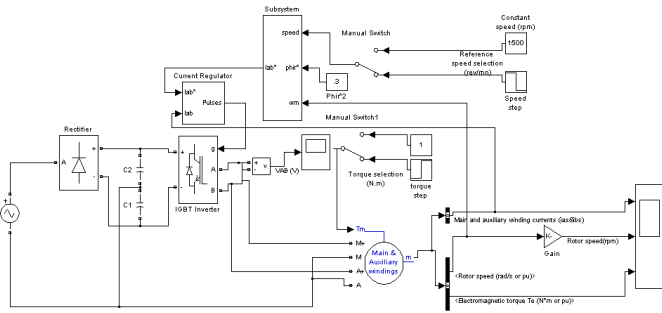 Subsystem
speed
Iab*
phir*
wm
Manual Switch
Constant
speed (rpm)
1500
Reference
speed selection
(rev/mn)
Speed
step
.3
Phir^2
Current Regulator
Iab*
Pulses
Iab
Manual Switch1
1
Torque selection
(N.m)
torque
step
Rectifier
A
+
-
C2
C1
+
-
g
A
B
IGBT Inverter
+
-
v
VAB (V)
+
Tm
M+
M
A+
A
m
Main &
Auxiliary
windings
Main and auxiliary winding currents (ias&ibs)
K-
Gain
Rotor speed(rpm)
<Rotor speed (rad/s or pu)>
<Electromagnetic torque Te (N*m or pu)>